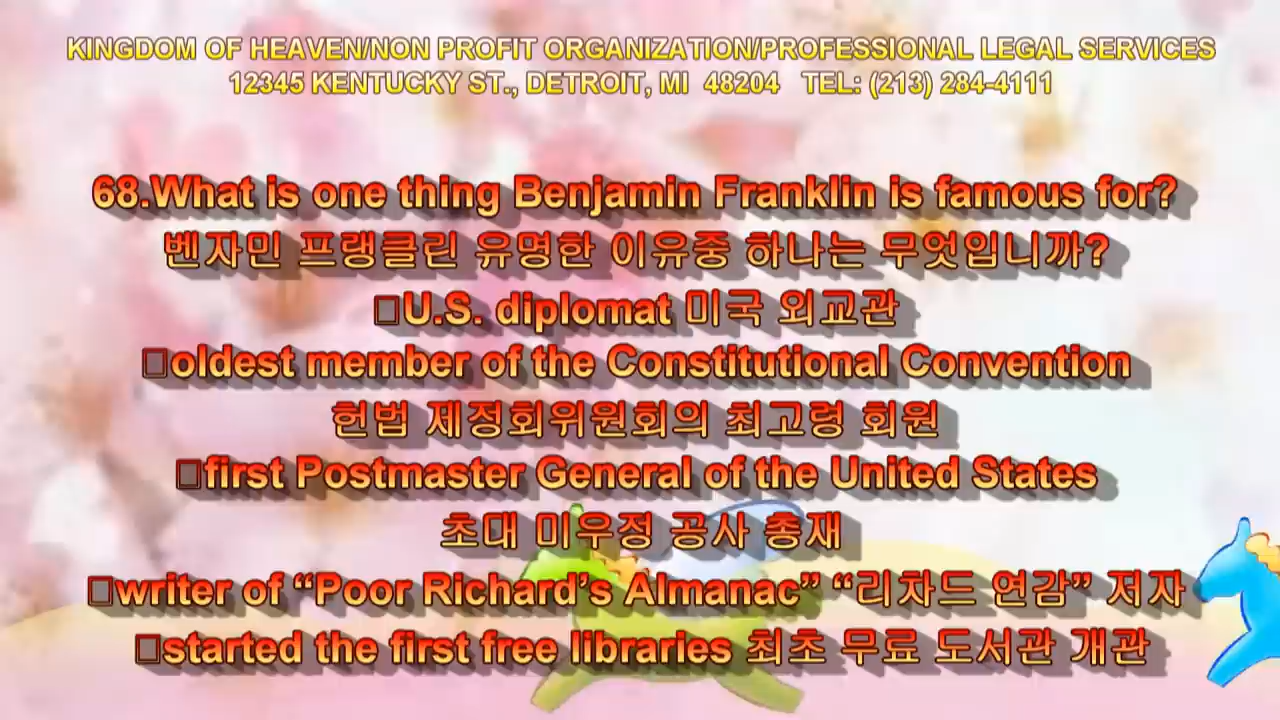 KINGDOM OF HEAVEN/NON PROFIT ORGANIZATION/PROFESSIONAL LEGAL SERVICES
12345 KENTUCKY ST., DETROIT, MI 48204 TEL: (213) 284-4111
68.What is one thing Benjamin Franklin is famous for?
벤자민 프랭클린 유명한 이유중 하나는 무엇입니까?
□U.S. diplomat 미국 외교관
□oldest member of the Constitutional Convention
헌법 제정회위원회의 최고령 회원
□first Postmaster General of the United States
초대 미우정 공사 총재
□writer of “Poor Richard’s Almanac” “리차드 연감” 저자
□started the first free libraries 최초 무료 도서관 개관